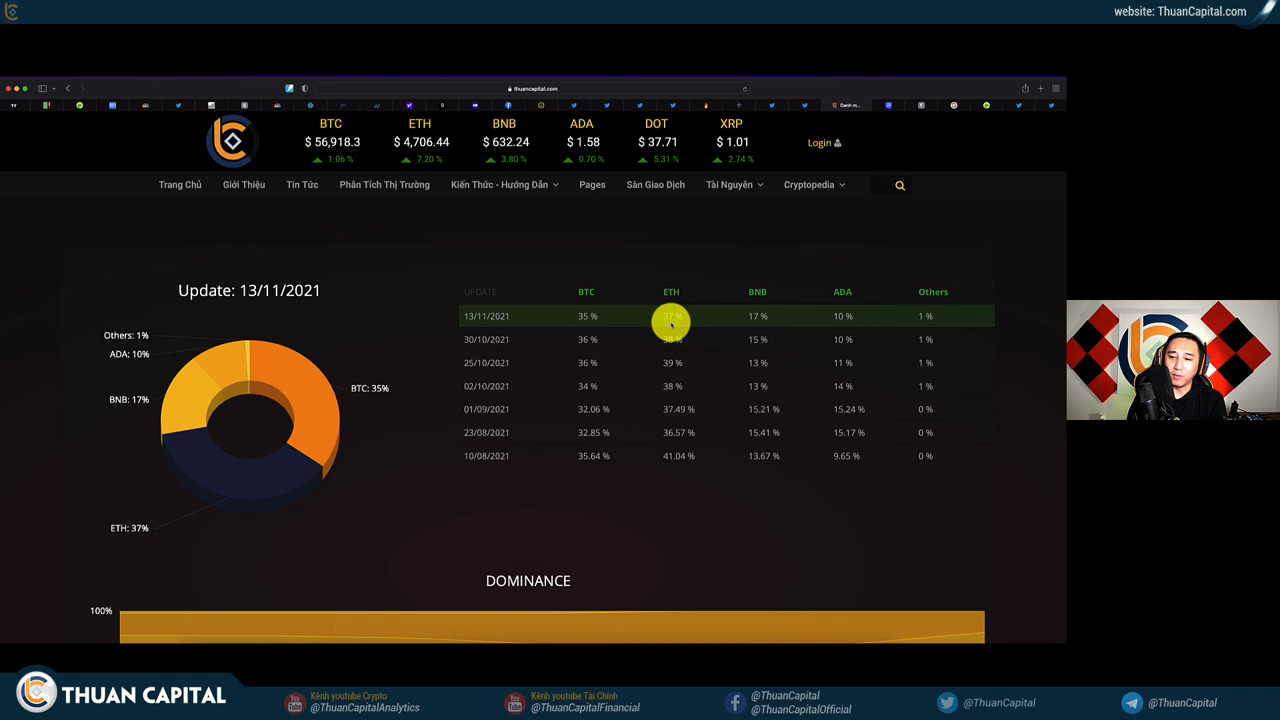 website: ThuanCapital.com
thuancapital.com
Danh m...
BTC ETH BNB ADA DOT XRP
$ 56,918.3 $ 4,706.44 $ 632.24 $ 1.58 $ 37.71 $ 1.01
1.06 % 7.20 % 3.80 % 0.70 % 5.31 % 2.74 %
Login
Trang Chủ Giới Thiệu Tin Tức Phân Tích Thị Trường Kiến Thức - Hướng Dẫn Pages Sàn Giao Dịch Tài Nguyên Cryptopedia
Update: 13/11/2021
Others: 1%
ADA: 10%
BTC: 35%
BNB: 17%
ETH: 37%
UPDATE BTC ETH BNB ADA Others
13/11/2021 35 % 37 % 17 % 10 % 1 %
30/10/2021 36 % 38 % 15 % 10 % 1 %
25/10/2021 36 % 39 % 13 % 11 % 1 %
02/10/2021 34 % 38 % 13 % 14 % 1 %
01/09/2021 32.06 % 37.49 % 15.21 % 15.24 % 0 %
23/08/2021 32.85 % 36.57 % 15.41 % 15.17 % 0 %
10/08/2021 35.64 % 41.04 % 13.67 % 9.65 % 0 %
DOMINANCE
100%
THUAN CAPITAL
Kênh youtube Crypto
@ThuanCapitalAnalytics
Kênh youtube Tài Chính
@ThuanCapitalFinancial
@ThuanCapital
@ThuanCapitalOfficial
@ThuanCapital
@ThuanCapital